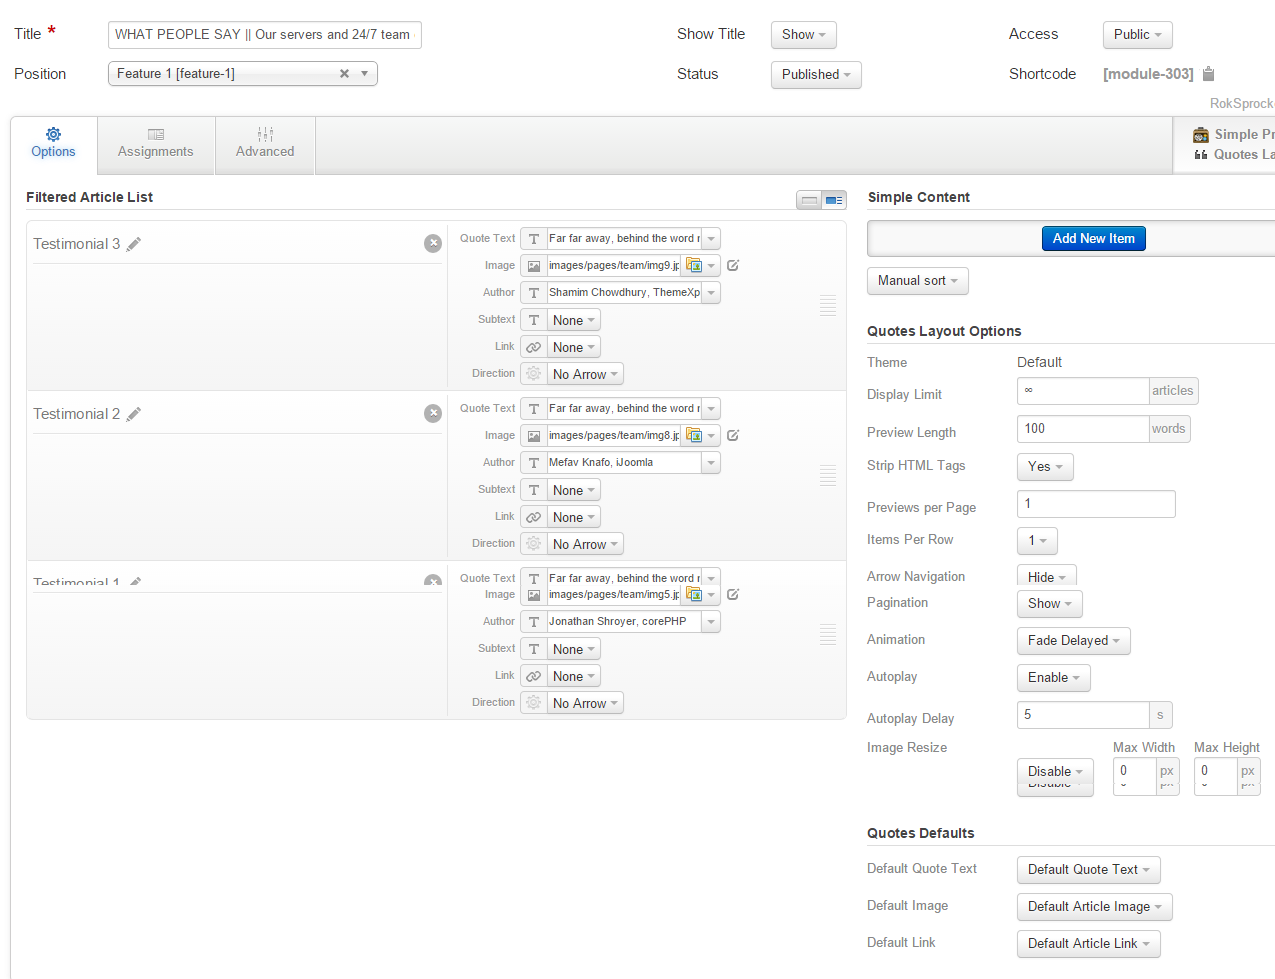 Title *
WHAT PEOPLE SAY || Our servers and 24/7 team
Show Title
Show
Access
Public
Position
Feature 1 [feature-1]
Status
Published
Shortcode
[module-303]
RokSprock
Options
Assignments
Advanced
Simple Pr
Quotes La
Filtered Article List
Testimonial 3
Quote Text
Far far away, behind the word
Image
images/pages/team/img9.jp
Author
Shamim Chowdhury, ThemeXp
Subtext
None
Link
None
Direction
No Arrow
Testimonial 2
Quote Text
Far far away, behind the word
Image
images/pages/team/img8.jp
Author
Mefav Knafo, iJoomla
Subtext
None
Link
None
Direction
No Arrow
Testimonial 1
Quote Text
Far far away, behind the word
Image
images/pages/team/img5.jp
Author
Jonathan Shroyer, corePHP
Subtext
None
Link
None
Direction
No Arrow
Simple Content
Add New Item
Manual sort
Quotes Layout Options
Theme
Default
Display Limit
∞ articles
Preview Length
100 words
Strip HTML Tags
Yes
Previews per Page
1
Items Per Row
1
Arrow Navigation
Hide
Pagination
Show
Animation
Fade Delayed
Autoplay
Enable
Autoplay Delay
5 s
Image Resize
Max Width
Max Height
Disable
0 px
0 px
Quotes Defaults
Default Quote Text
Default Quote Text
Default Image
Default Article Image
Default Link
Default Article Link